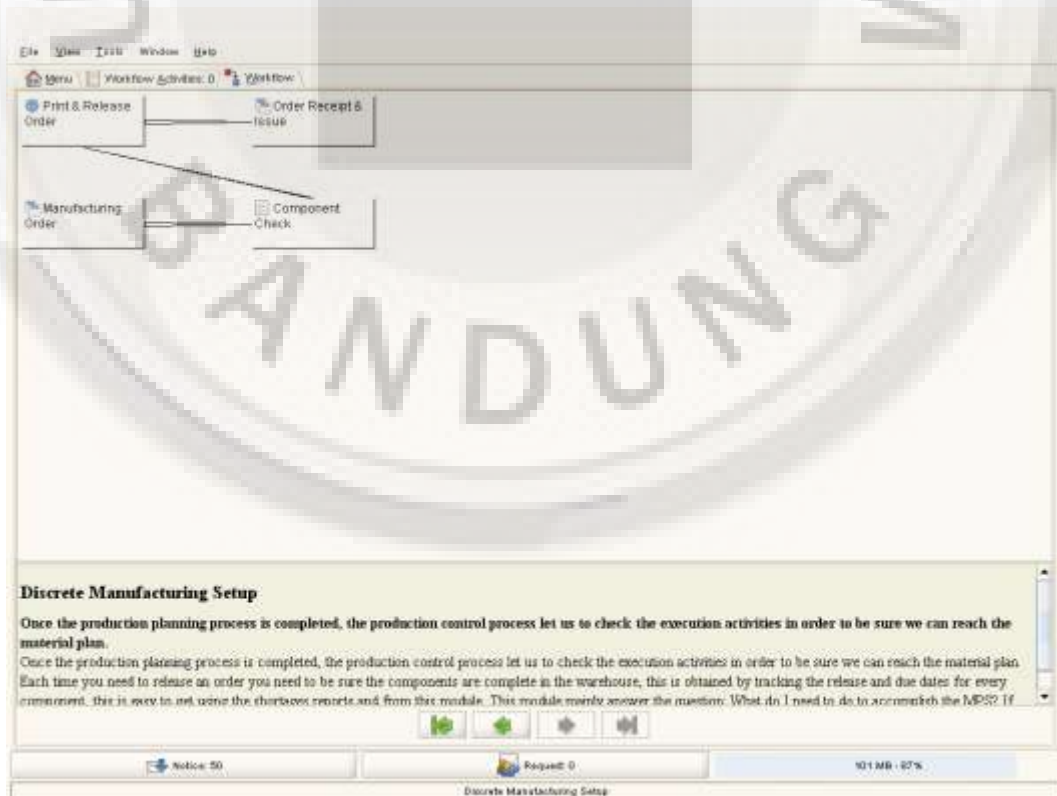 File View Tools Window Help
Menu Workflow Activities: 0 Workflow
Print & Release
Order
Order Receipt &
Issue
Manufacturing
Order
Component
Check
BANDUNG
Discrete Manufacturing Setup
Once the production planning process is completed, the production control process let us to check the execution activities in order to be sure we can reach the
material plan.
Once the production planning process is completed, the production control process let us to check the execution activities in order to be sure we can reach the material plan
Each time you need to release an order you need to be sure the components are complete in the warehouse, this is obtained by tracking the release and due dates for every
component, this is easy to get using the shortages reports and from this module. This module mainly answer the question: What do I need to do to accomplish the MPS? If
Notice: 50
Request: 0
101 MB - 87%
Discrete Manufacturing Setup